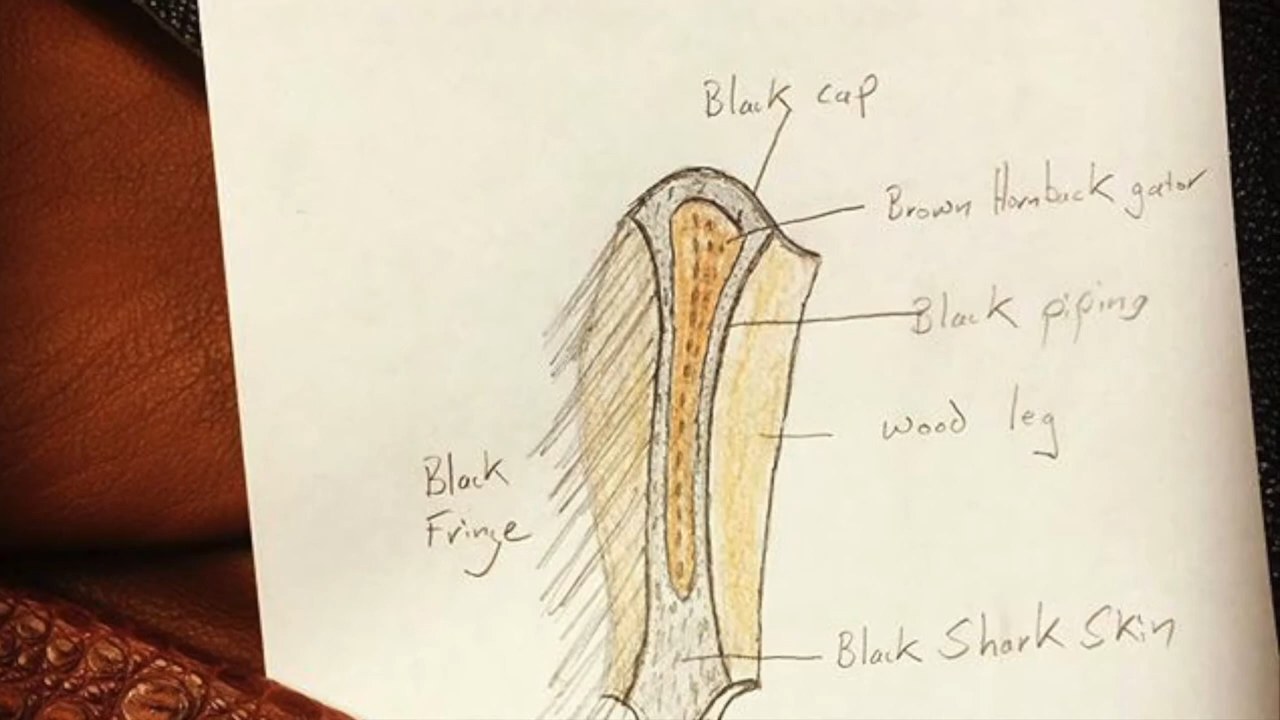 Black cap
Brown Hornback gator
Black piping
wood leg
Black
Fringe
Black Shark Skin